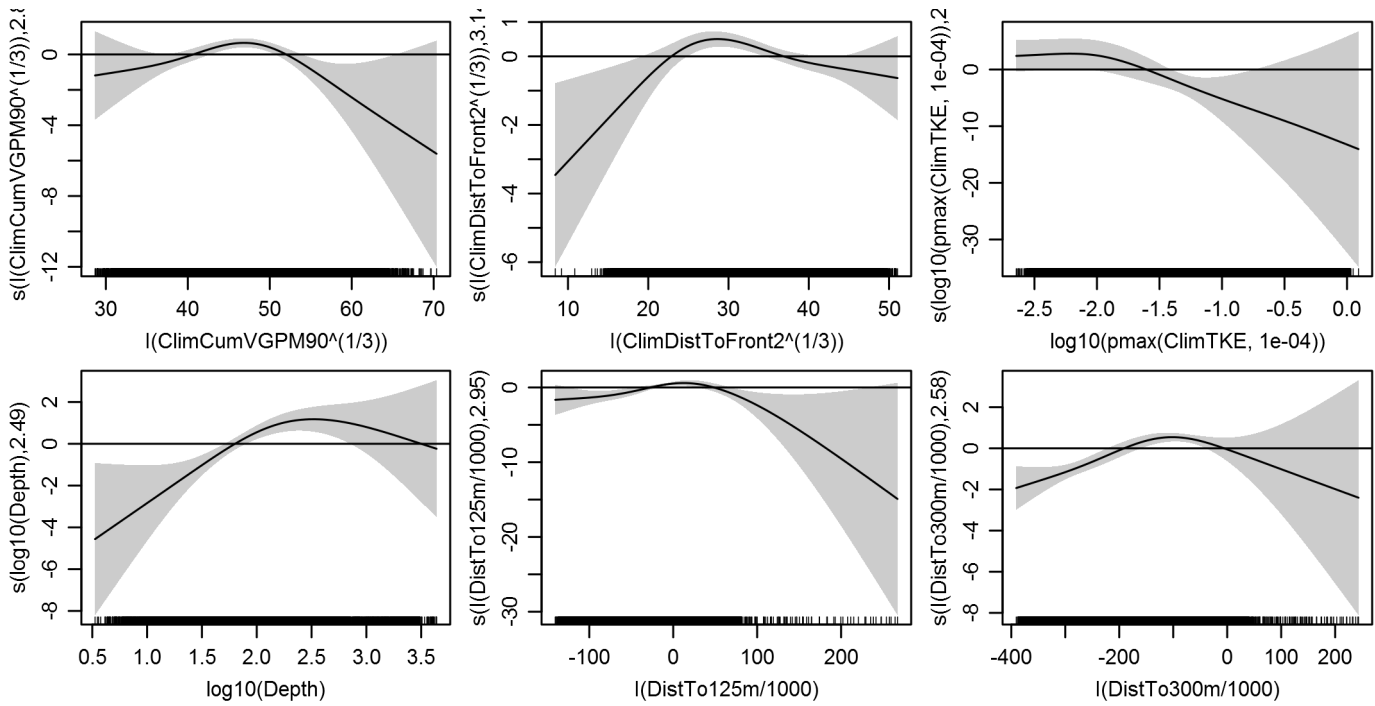 s(I(ClimCumVGPM90^(1/3)),2.8
0
-4
-8
-12
30 40 50 60 70
I(ClimCumVGPM90^(1/3))
s(I(ClimDistToFront2^(1/3)),3.14
1
0
-2
-4
-6
10 20 30 40 50
I(ClimDistToFront2^(1/3))
s(log10(pmax(ClimTKE, 1e-04)),2
0
-10
-20
-30
-2.5 -2.0 -1.5 -1.0 -0.5 0.0
log10(pmax(ClimTKE, 1e-04))
s(log10(Depth),2.49)
2
0
-2
-4
-6
-8
0.5 1.0 1.5 2.0 2.5 3.0 3.5
log10(Depth)
s(I(DistTo125m/1000),2.95)
0
-10
-20
-30
-100 0 100 200
I(DistTo125m/1000)
s(I(DistTo300m/1000),2.58)
2
0
-2
-4
-6
-8
-400 -200 0 100 200
I(DistTo300m/1000)